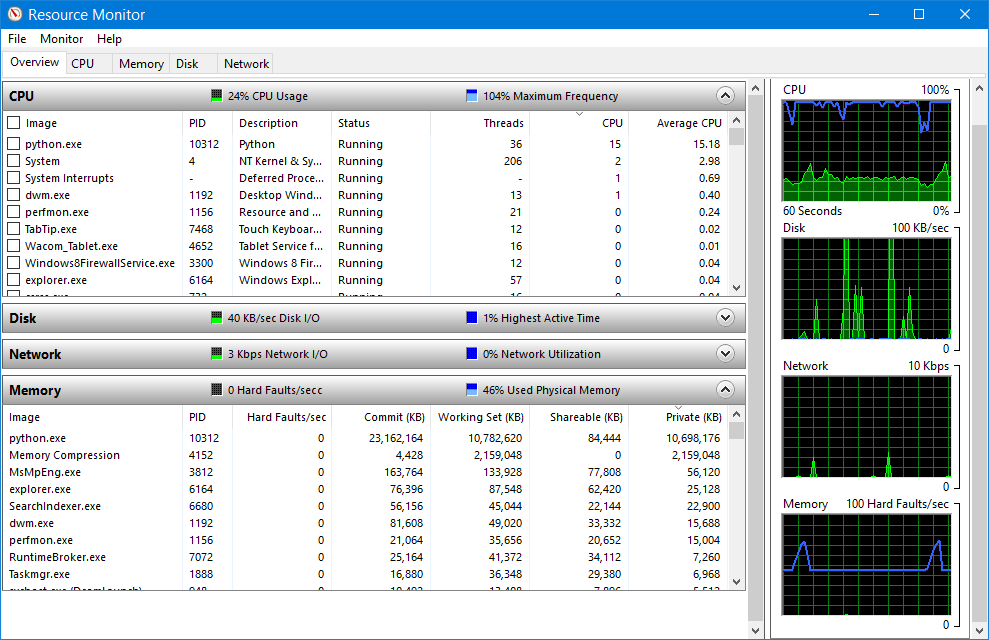 Resource Monitor
File Monitor Help
Overview CPU Memory Disk Network
CPU 24% CPU Usage 104% Maximum Frequency
Image PID Description Status Threads CPU Average CPU
python.exe 10312 Python Running 36 15 15.18
System 4 NT Kernel & Sy... Running 206 2 2.98
System Interrupts - Deferred Proce... Running - 1 0.69
dwm.exe 1192 Desktop Wind... Running 13 1 0.40
perfmon.exe 1156 Resource and ... Running 21 0 0.24
TabTip.exe 7468 Touch Keyboar... Running 12 0 0.02
Wacom_Tablet.exe 4652 Tablet Service f... Running 16 0 0.01
Windows8FirewallService.exe 3300 Windows 8 Fir... Running 12 0 0.04
explorer.exe 6164 Windows Expl... Running 57 0 0.04
Disk 40 KB/sec Disk I/O 1% Highest Active Time
Network 3 Kbps Network I/O 0% Network Utilization
Memory 0 Hard Faults/secc 46% Used Physical Memory
Image PID Hard Faults/sec Commit (KB) Working Set (KB) Shareable (KB) Private (KB)
python.exe 10312 0 23,162,164 10,782,620 84,444 10,698,176
Memory Compression 4152 0 4,428 2,159,048 0 2,159,048
MsMpEng.exe 3812 0 163,764 133,928 77,808 56,120
explorer.exe 6164 0 76,396 87,548 62,420 25,128
SearchIndexer.exe 6680 0 56,156 45,044 22,144 22,900
dwm.exe 1192 0 81,608 49,020 33,332 15,688
perfmon.exe 1156 0 21,064 35,656 20,652 15,004
RuntimeBroker.exe 7072 0 25,164 41,372 34,112 7,260
Taskmgr.exe 1888 0 16,880 36,348 29,380 6,968
CPU 100%
60 Seconds 0%
Disk 100 KB/sec
0
Network 10 Kbps
0
Memory 100 Hard Faults/sec
0